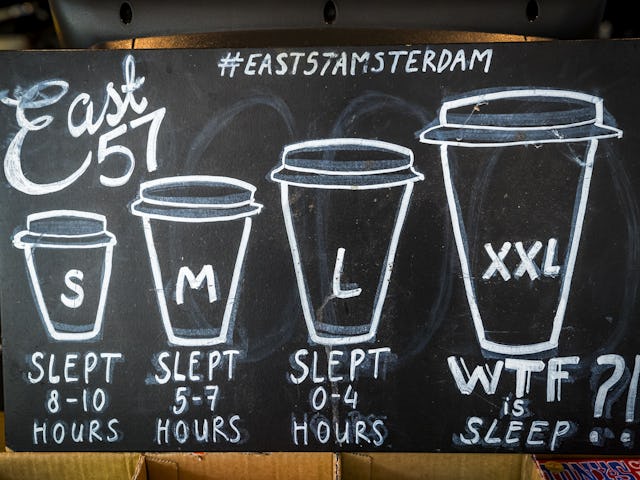 #EAST57AMSTERDAM
East
57
S
M
L
XXL
SLEPT
8-10
HOURS
SLEPT
5-7
HOURS
SLEPT
0-4
HOURS
WTF?!
is
SLEEP